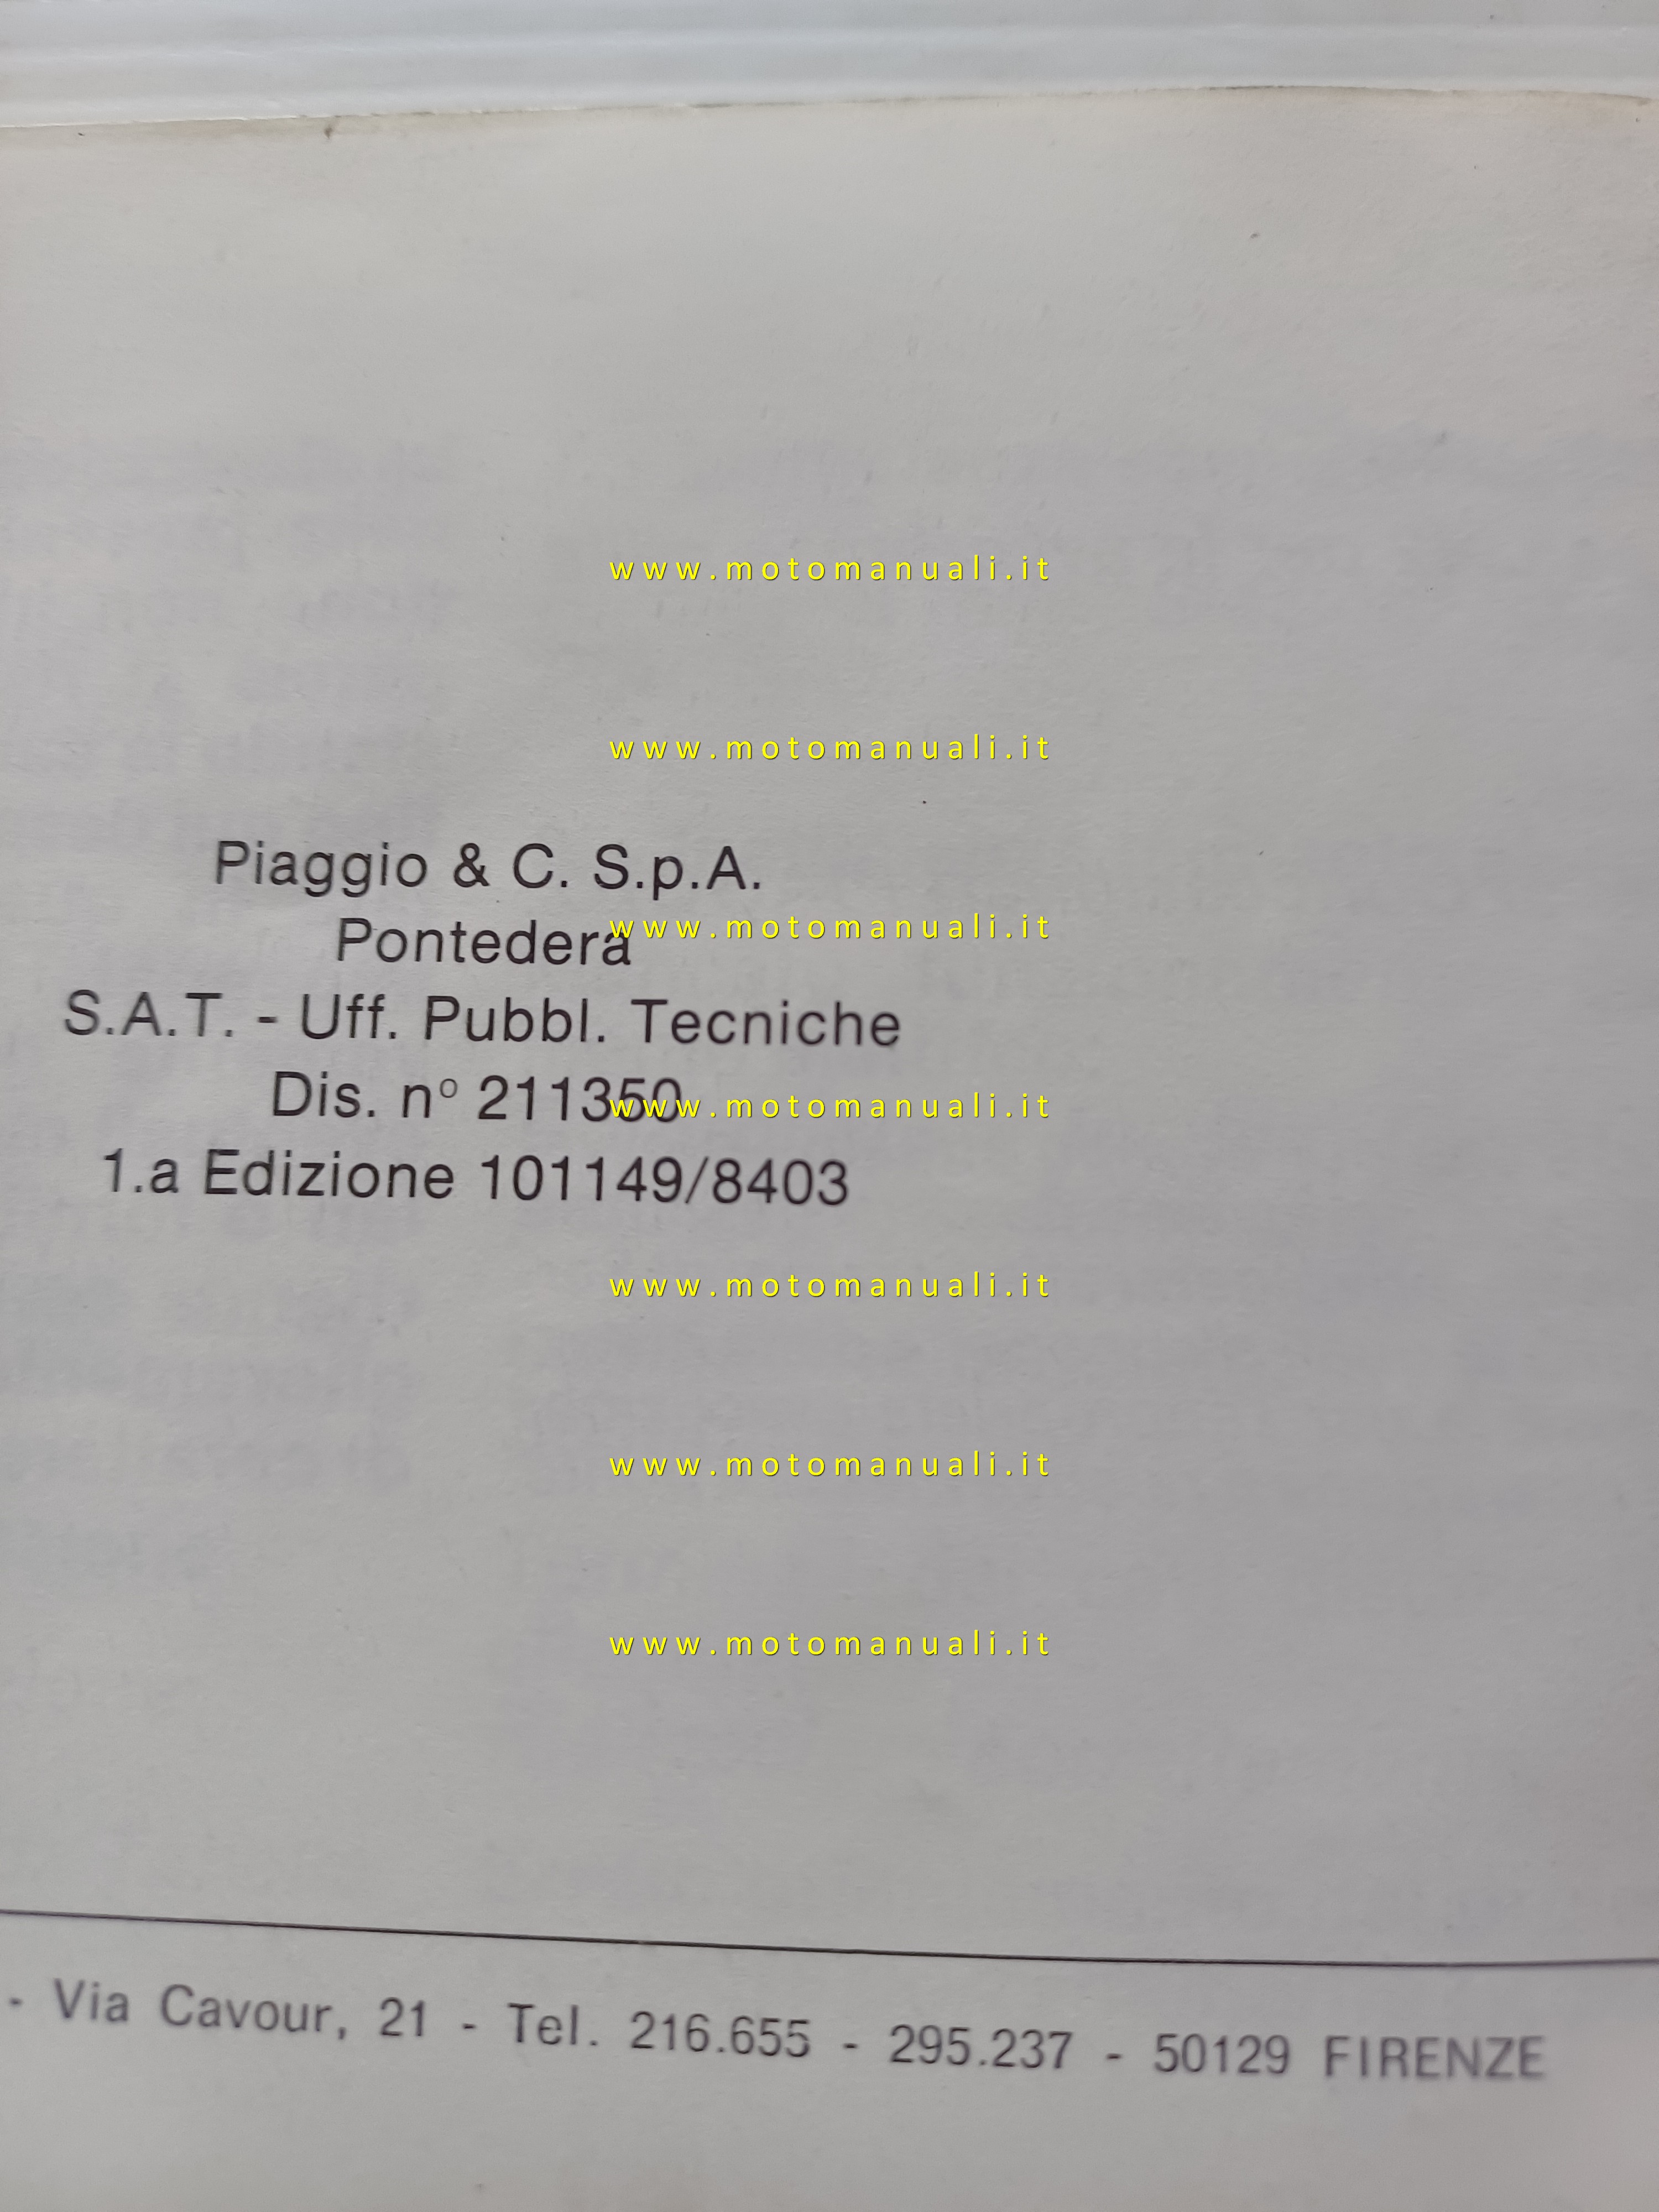 www.motomanuali.it
www.motomanuali.it
Piaggio & C. S.p.A.
www.motomanuali.it
Pontedera
S.A.T. - Uff. Pubbl. Tecniche
Dis. nº 211350
www.motomanuali.it
1.a Edizione 101149/8403
www.motomanuali.it
www.motomanuali.it
www.motomanuali.it
- Via Cavour, 21 - Tel. 216.655 - 295.237 - 50129 FIRENZE